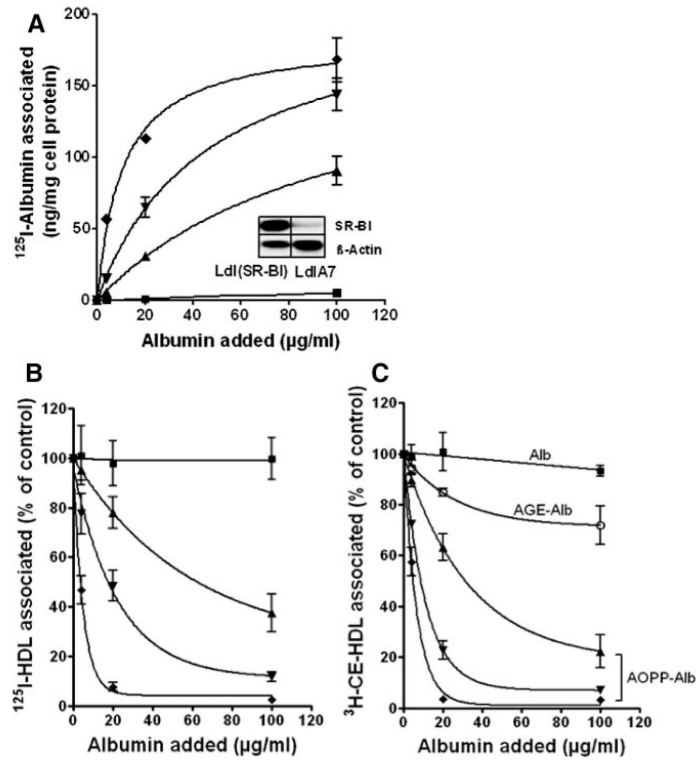 A
¹²⁵I-Albumin associated
(ng/mg cell protein)
200
150
100
50
0
0 20 40 60 80 100 120
Albumin added (µg/ml)
SR-BI
ß-Actin
Ldl(SR-BI) LdlA7
B
¹²⁵I-HDL associated (% of control)
120
100
80
60
40
20
0
0 20 40 60 80 100 120
Albumin added (µg/ml)
C
³H-CE-HDL associated (% of control)
120
100
80
60
40
20
0
0 20 40 60 80 100 120
Albumin added (µg/ml)
Alb
AGE-Alb
AOPP-Alb